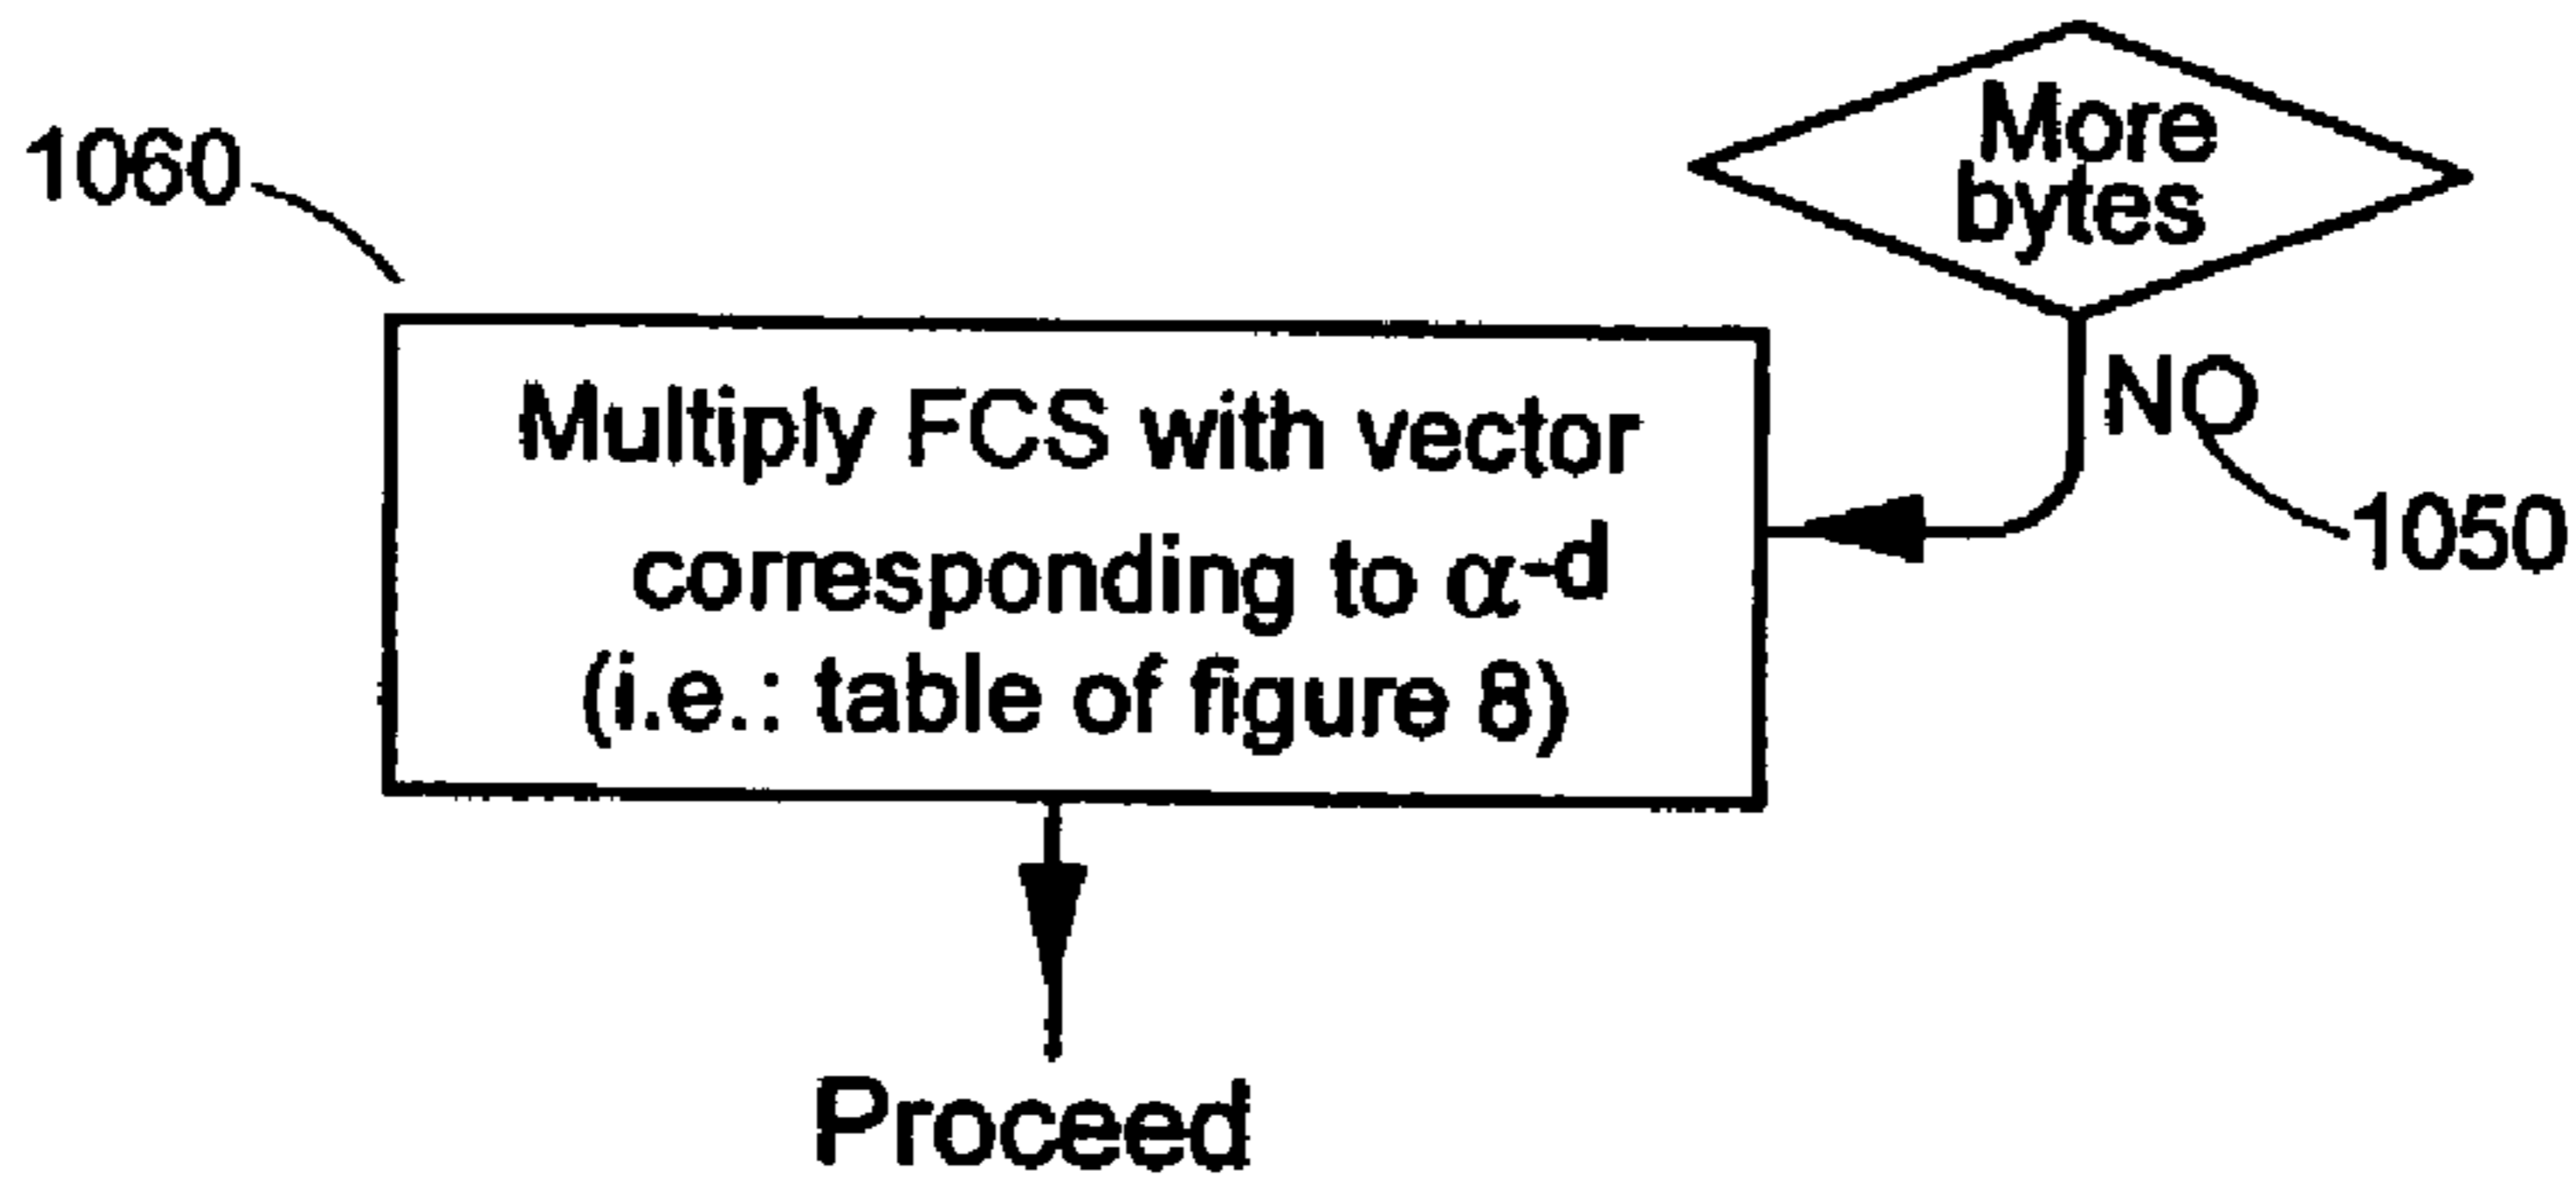 More
bytes
1060
NO
Multiply FCS with vector
corresponding to α-d
(i.e.: table of figure 8)
1050
Proceed